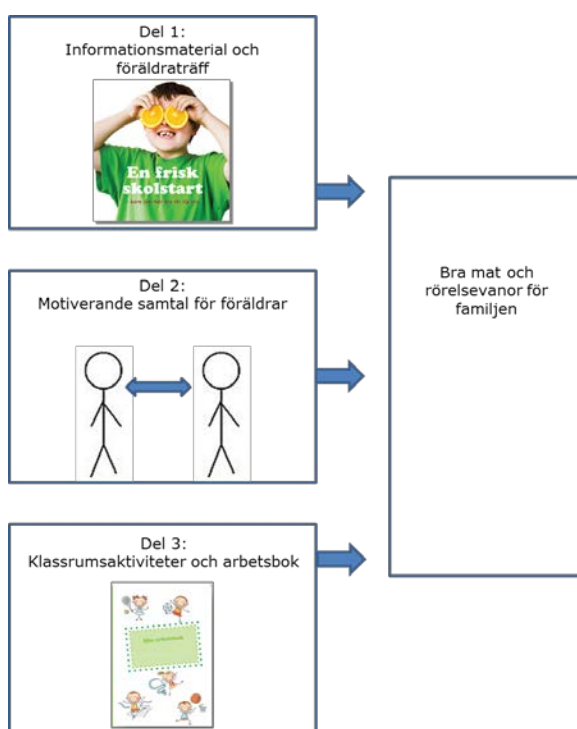 Del 1:
Informationsmaterial och
föräldraträff
En frisk
skolstart
Del 2:
Motiverande samtal för föräldrar
Del 3:
Klassrumsaktiviteter och arbetsbok
Bra mat och
rörelsevanor för
familjen